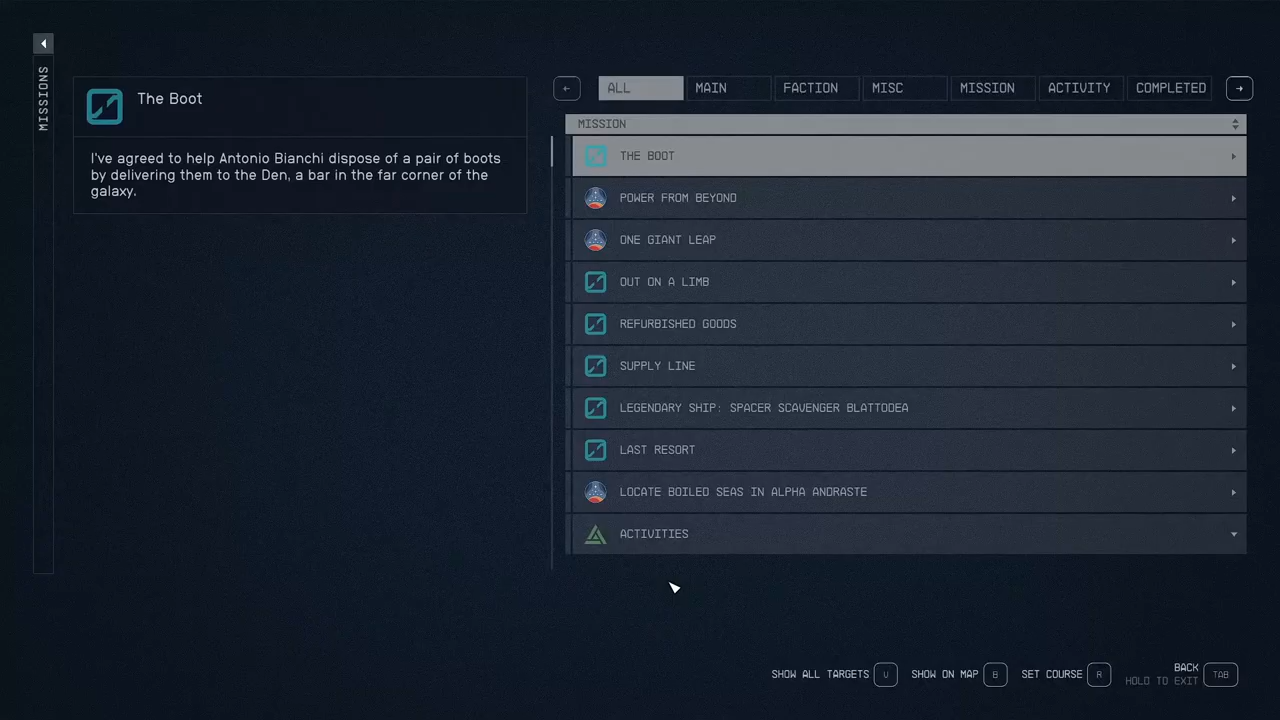 MISSIONS
The Boot
I've agreed to help Antonio Bianchi dispose of a pair of boots
by delivering them to the Den, a bar in the far corner of the
galaxy.
ALL MAIN FACTION MISC MISSION ACTIVITY COMPLETED
MISSION
THE BOOT
POWER FROM BEYOND
ONE GIANT LEAP
OUT ON A LIMB
REFURBISHED GOODS
SUPPLY LINE
LEGENDARY SHIP: SPACER SCAVENGER BLATTODEA
LAST RESORT
LOCATE BOILED SEAS IN ALPHA ANDRASTE
ACTIVITIES
SHOW ALL TARGETS U SHOW ON MAP B SET COURSE R BACK TAB
HOLD TO EXIT